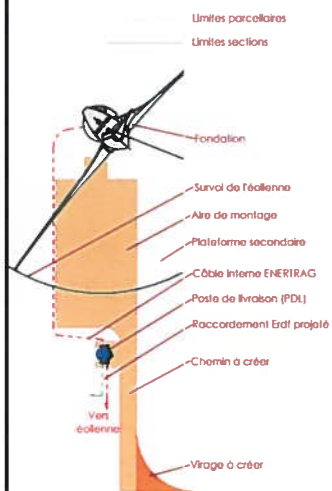 Limites parcellaires
Limites sections
Fondation
Survol de l'éolienne
Aire de montage
Plateforme secondaire
Câble interne ENERTRAG
Poste de livraison (PDL)
Raccordement Erdf projeté
Chemin à créer
Vers
éolienne
Virage à créer